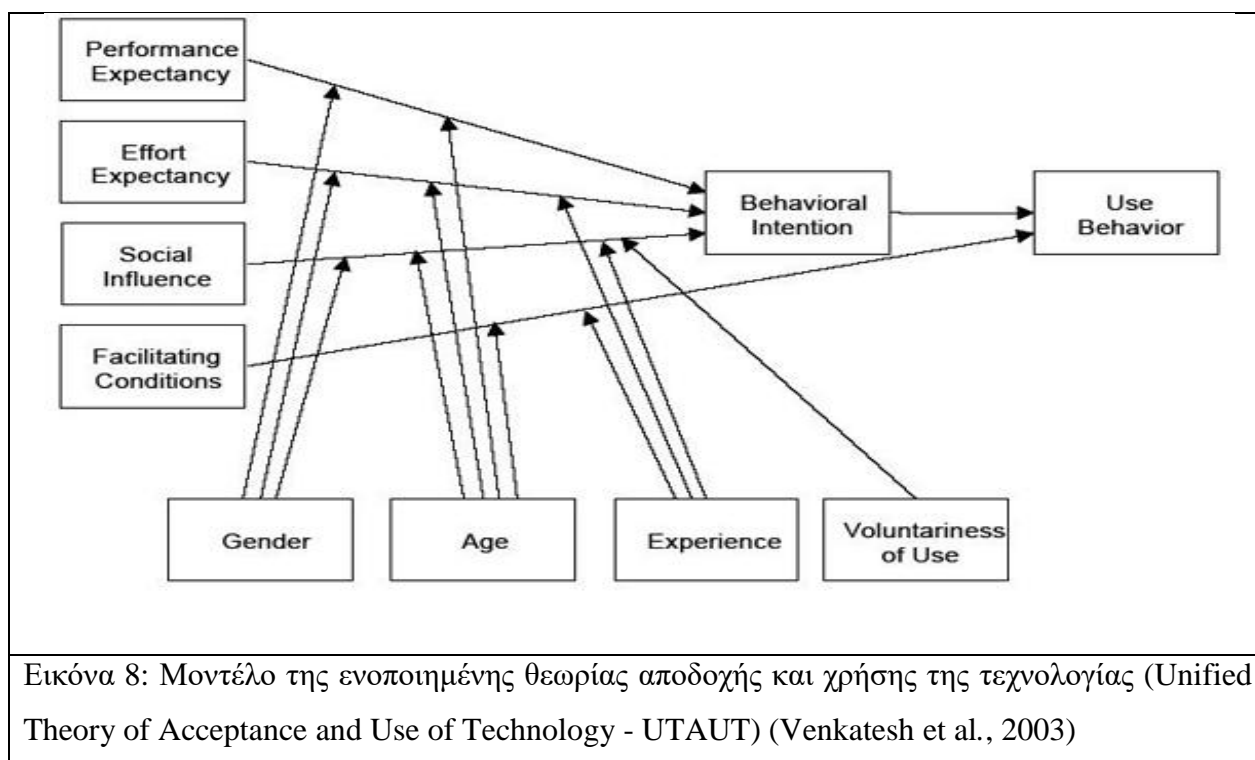 Performance
Expectancy
Effort
Expectancy
Social
Influence
Facilitating
Conditions
Behavioral
Intention
Use
Behavior
Gender
Age
Experience
Voluntariness
of Use
Εικόνα 8: Μοντέλο της ενοποιημένης θεωρίας αποδοχής και χρήσης της τεχνολογίας (Unified
Theory of Acceptance and Use of Technology - UTAUT) (Venkatesh et al., 2003)